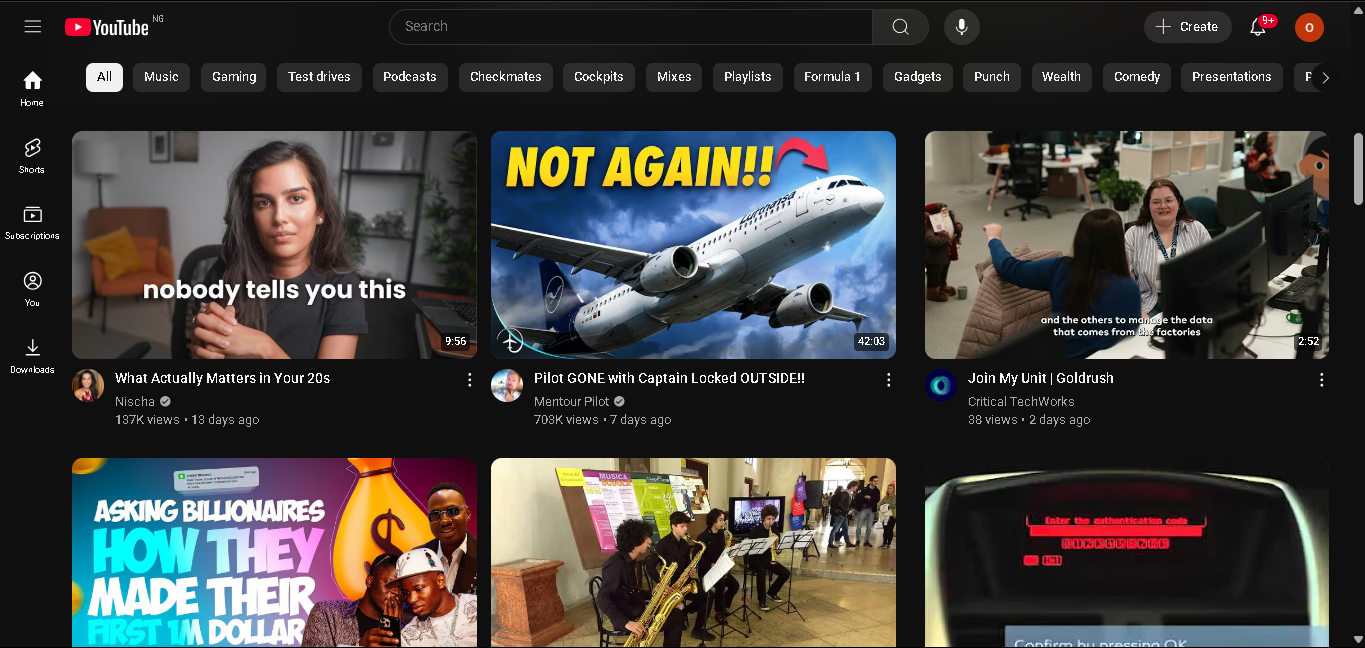 YouTube NG
Search
Create
9+
O
All
Music
Gaming
Test drives
Podcasts
Checkmates
Cockpits
Mixes
Playlists
Formula 1
Gadgets
Punch
Wealth
Comedy
Presentations
Home
Shorts
Subscriptions
You
Downloads
nobody tells you this
9:56
NOT AGAIN!!
Lufthansa
42:03
and the others to manage the data
that comes from the factories
2:52
What Actually Matters in Your 20s
Nischa
137K views • 13 days ago
Pilot GONE with Captain Locked OUTSIDE!!
Mentour Pilot
703K views • 7 days ago
Join My Unit | Goldrush
Critical TechWorks
38 views • 2 days ago
ASKING BILLIONAIRES
HOW THEY
MADE THEIR
FIRST 1M DOLLAR
MUSICA
Enter the authentication code
Confirm by pressing OK